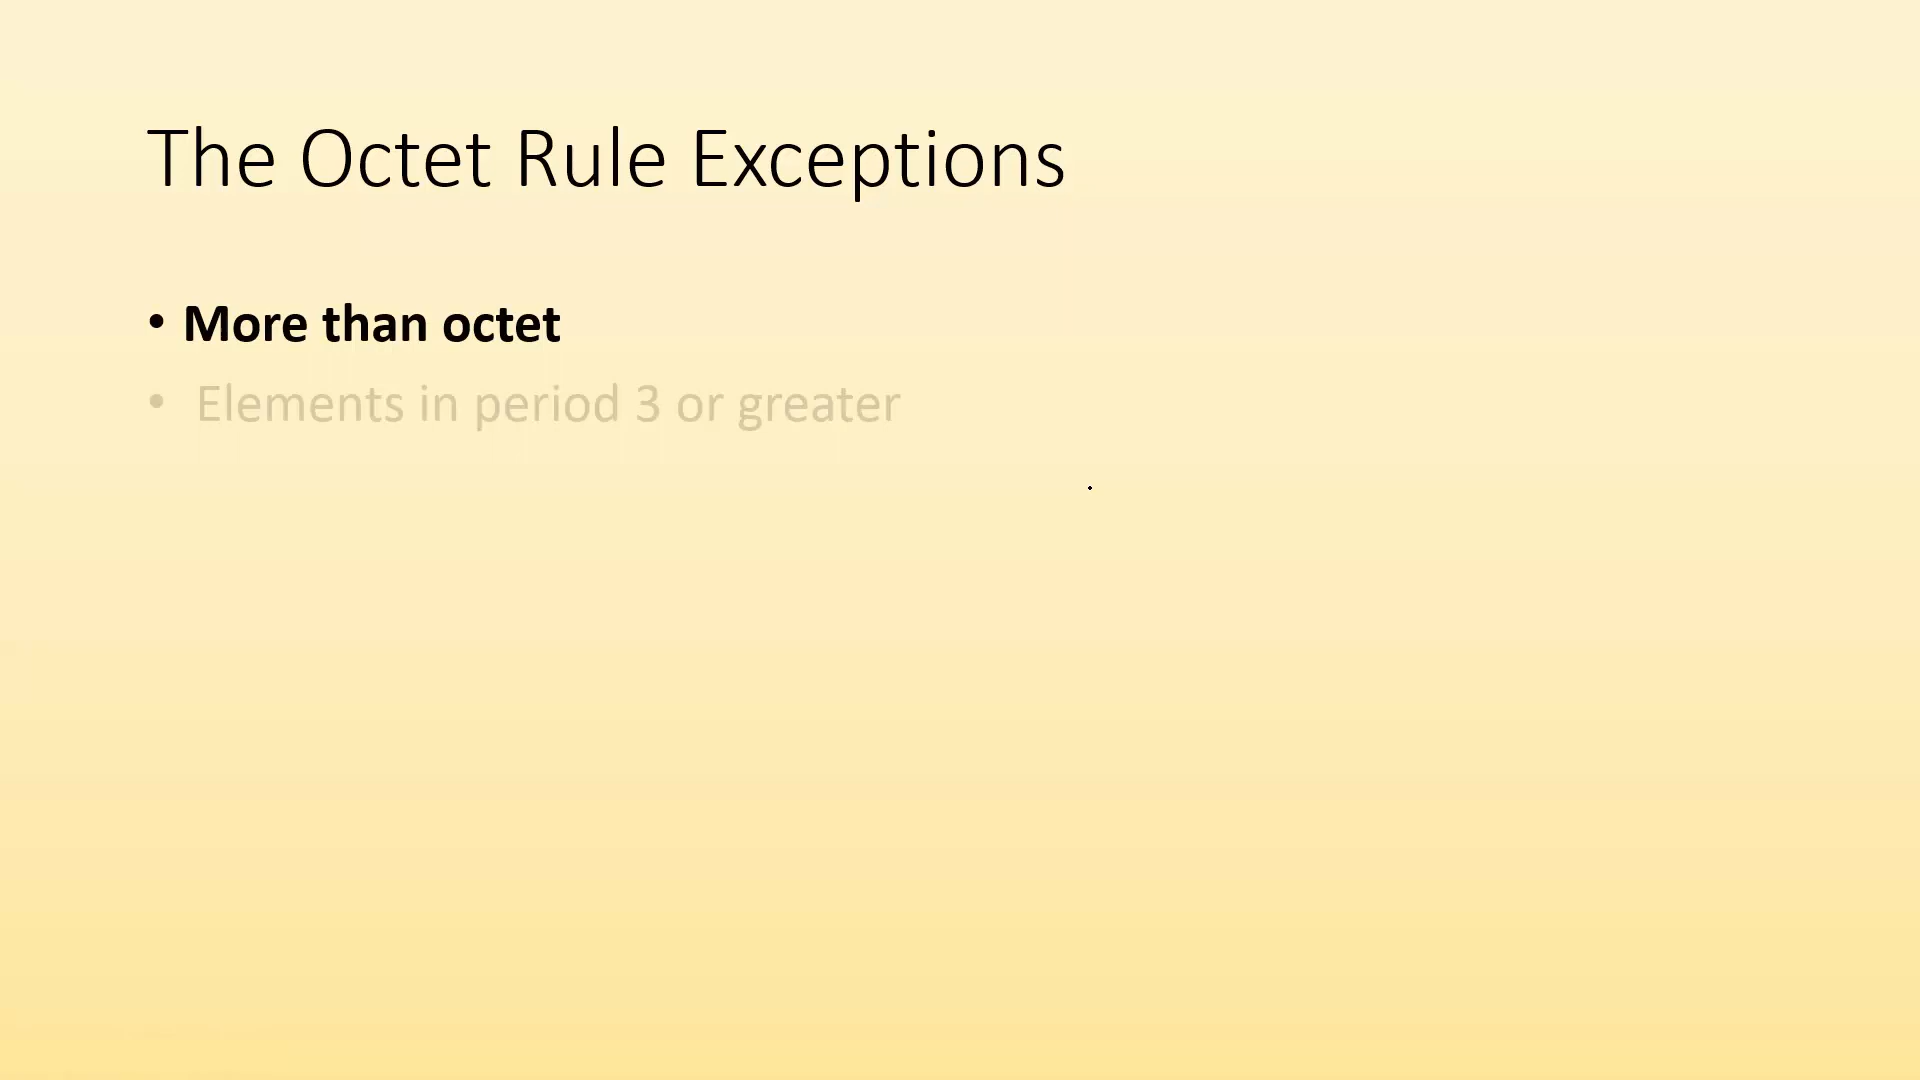 The Octet Rule Exceptions
• More than octet
• Elements in period 3 or greater